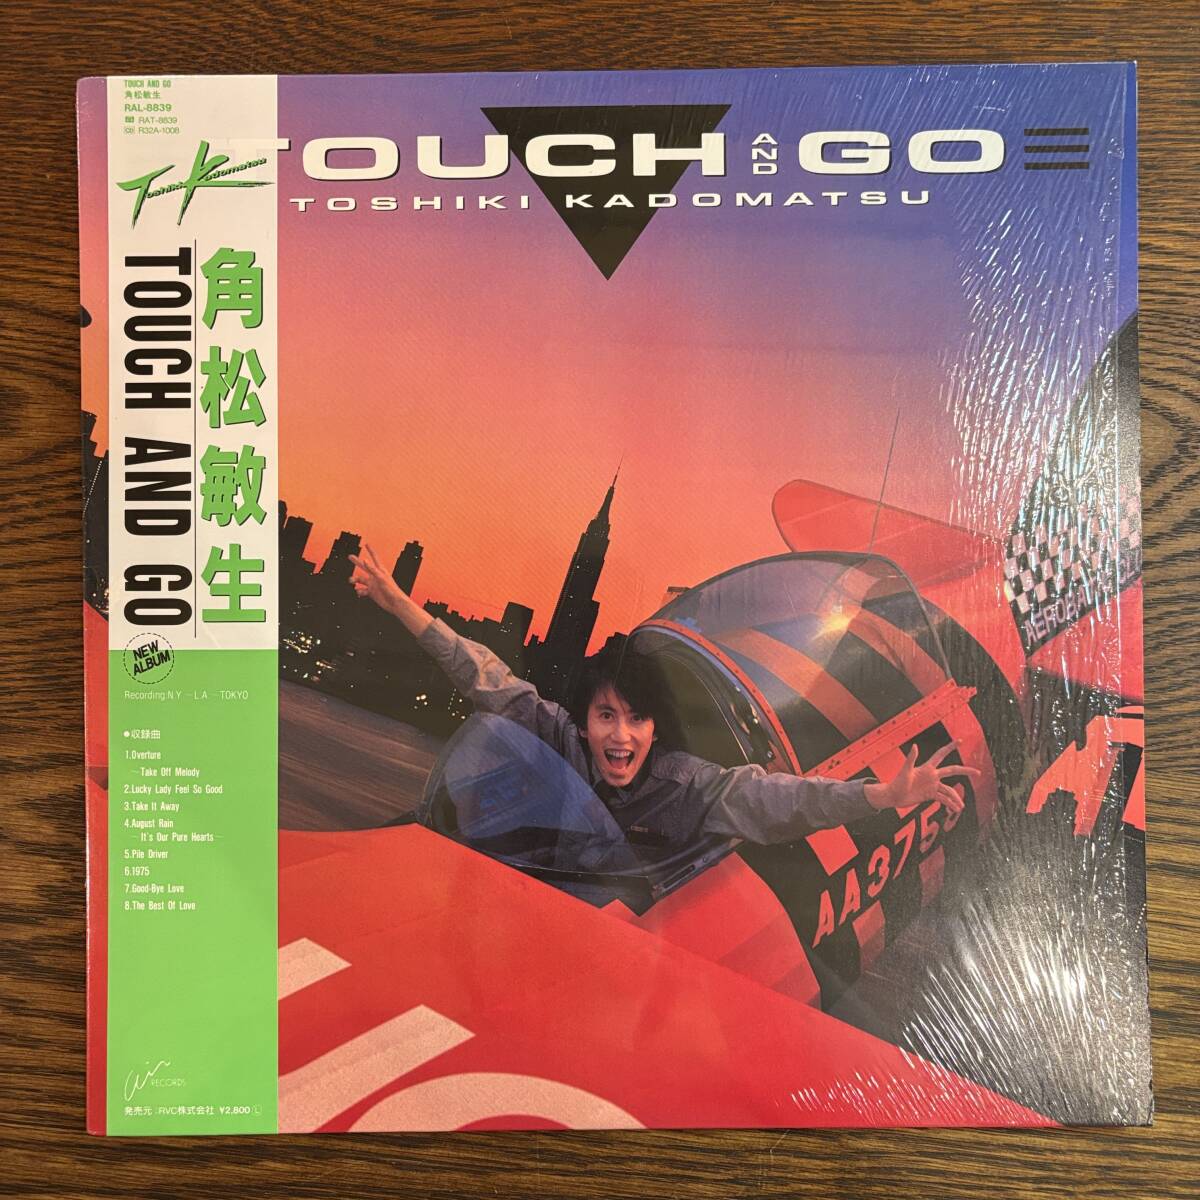 TOUCH AND GO
角松敏生
RAL-8839
RAT-8839
CD R32A-1008
Toshiki Kadomatsu
角松敏生
TOUCH AND GO
NEW ALBUM
Recording: N.Y.—L.A.—TOKYO
●収録曲
1.Overture
～Take Off Melody
2.Lucky Lady Feel So Good
3.Take It Away
4.August Rain
～It's Our Pure Hearts～
5.Pile Driver
6.1975
7.Good-Bye Love
8.The Best Of Love
air RECORDS
発売元：RVC株式会社 ¥2,800 L
TOUCH AND GO
TOSHIKI KADOMATSU
AA3758